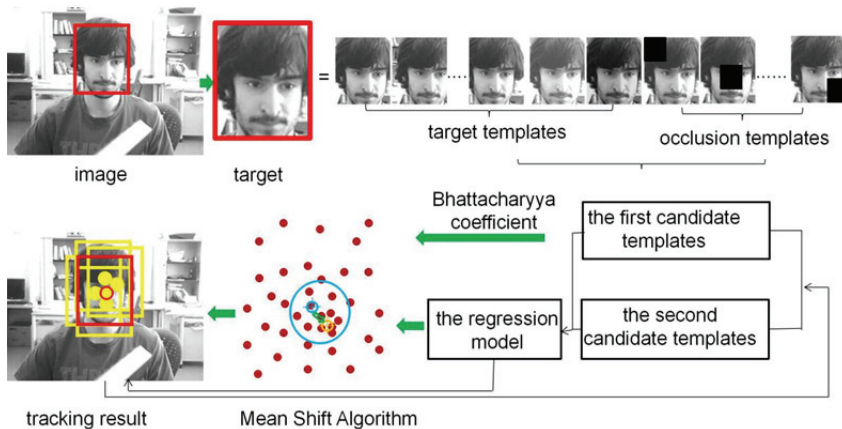 =
target templates
occlusion templates
image
target
Bhattacharyya
coefficient
the first candidate
templates
the regression
model
the second
candidate templates
tracking result
Mean Shift Algorithm